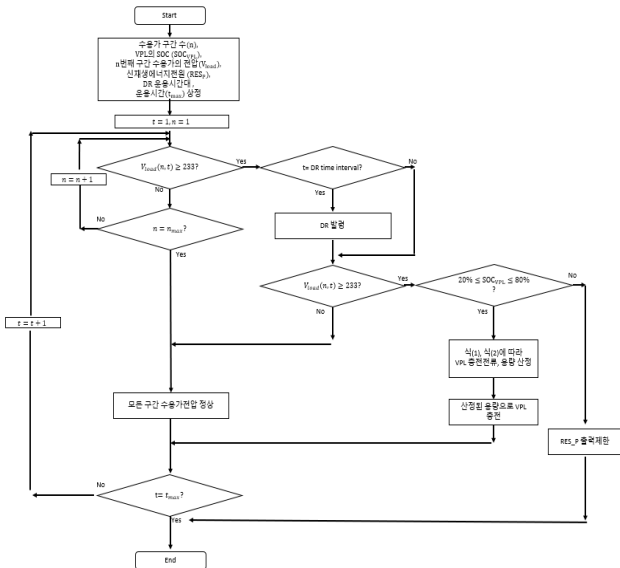 Start
수용가 구간 수(n),
VPL의 SOC (SOC_VPL),
n번째 구간 수용가의 전압(V_load),
신재생에너지전원 (RES_P),
DR 운용시간대 ,
운용시간(t_max) 상정
t = 1, n = 1
V_load(n, t) ≥ 233?
Yes
t= DR time interval?
No
n = n + 1
No
Yes
DR 발령
No
n = n_max?
Yes
V_load(n, t) ≥ 233?
Yes
20% ≤ SOC_VPL ≤ 80%
?
No
No
Yes
t = t + 1
식(1), 식(2)에 따라
VPL 충전전류, 용량 산정
모든 구간 수용가전압 정상
산정된 용량으로 VPL
충전
RES_P 출력제한
No
t= t_max?
Yes
End